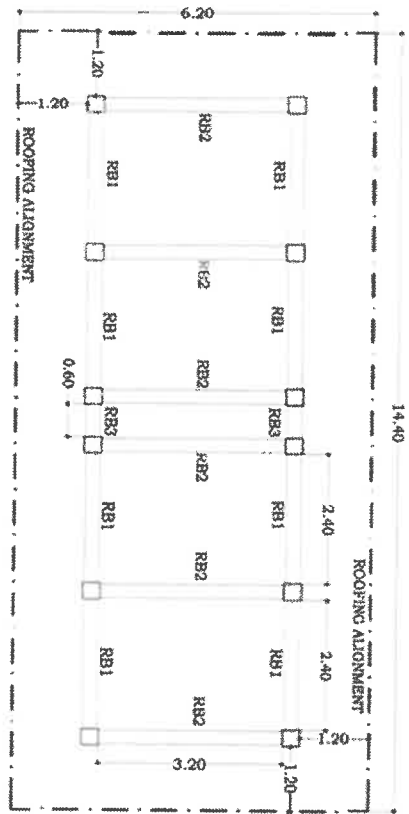 6.20
1.20
1.20
RB2
RB1
RB1
ROOFING ALIGNMENT
RB2
RB1
RB1
RB2
0.60
RB3
RB3
14.40
RB2
RB1
RB1
2.40
ROOFING ALIGNMENT
RB2
RB1
RB1
2.40
RB2
1.20
3.20
1.20